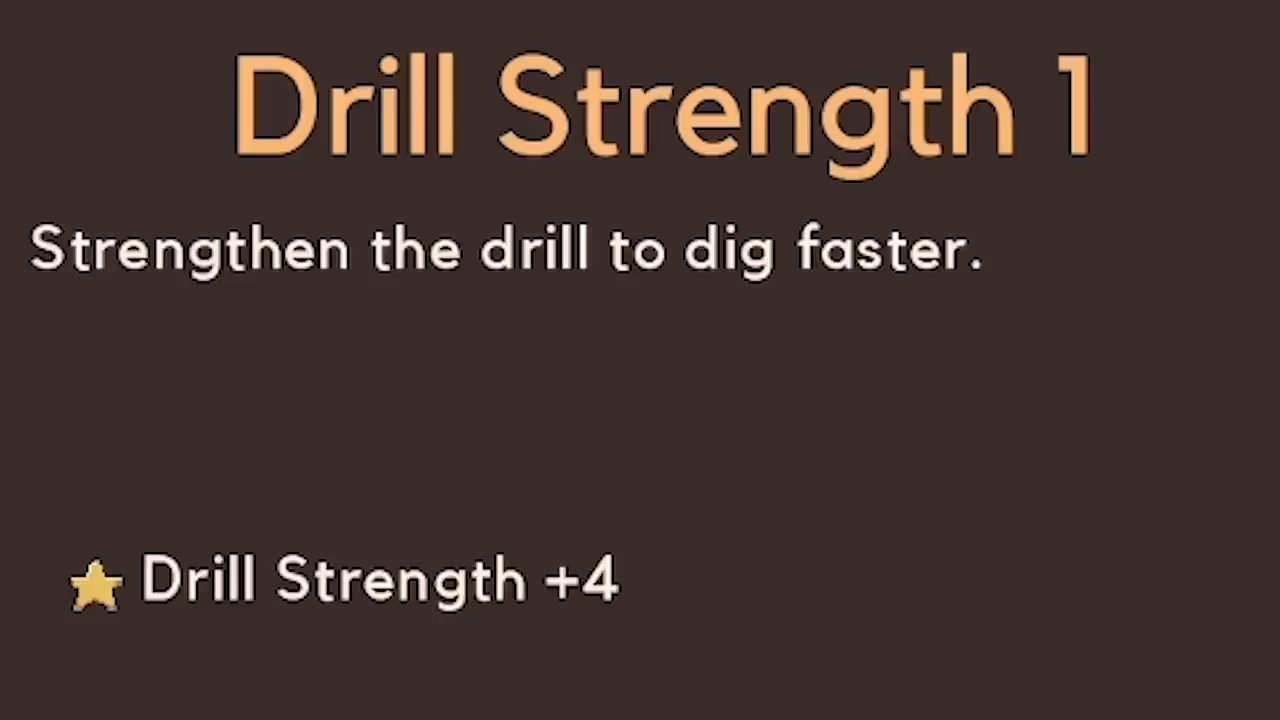 Drill Strength 1
Strengthen the drill to dig faster.
Drill Strength +4